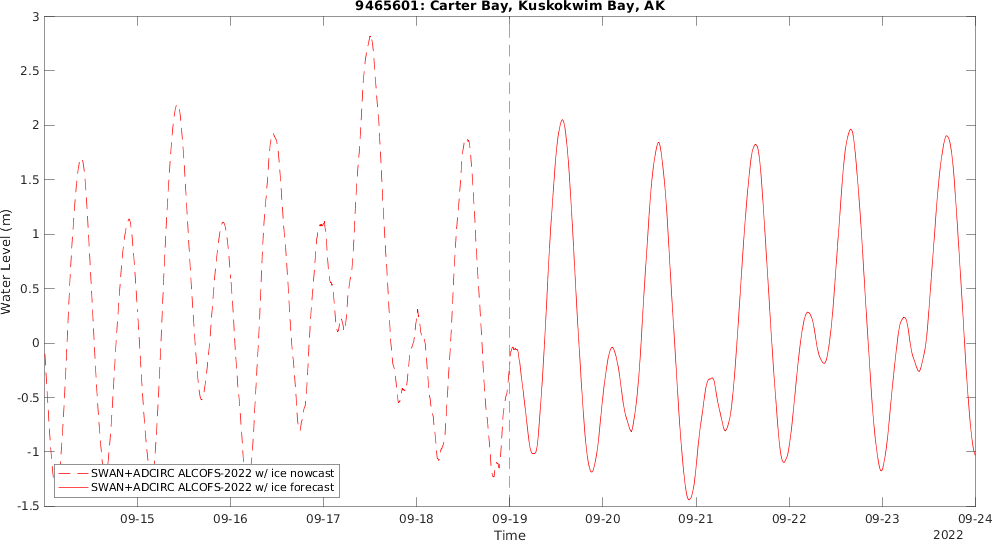 9465601: Carter Bay, Kuskokwim Bay, AK
3
2.5
2
1.5
1
0.5
0
-0.5
-1
-1.5
Water Level (m)
SWAN+ADCIRC ALCOFS-2022 w/ ice nowcast
SWAN+ADCIRC ALCOFS-2022 w/ ice forecast
09-15 09-16 09-17 09-18 09-19 09-20 09-21 09-22 09-23 09-24
Time
2022